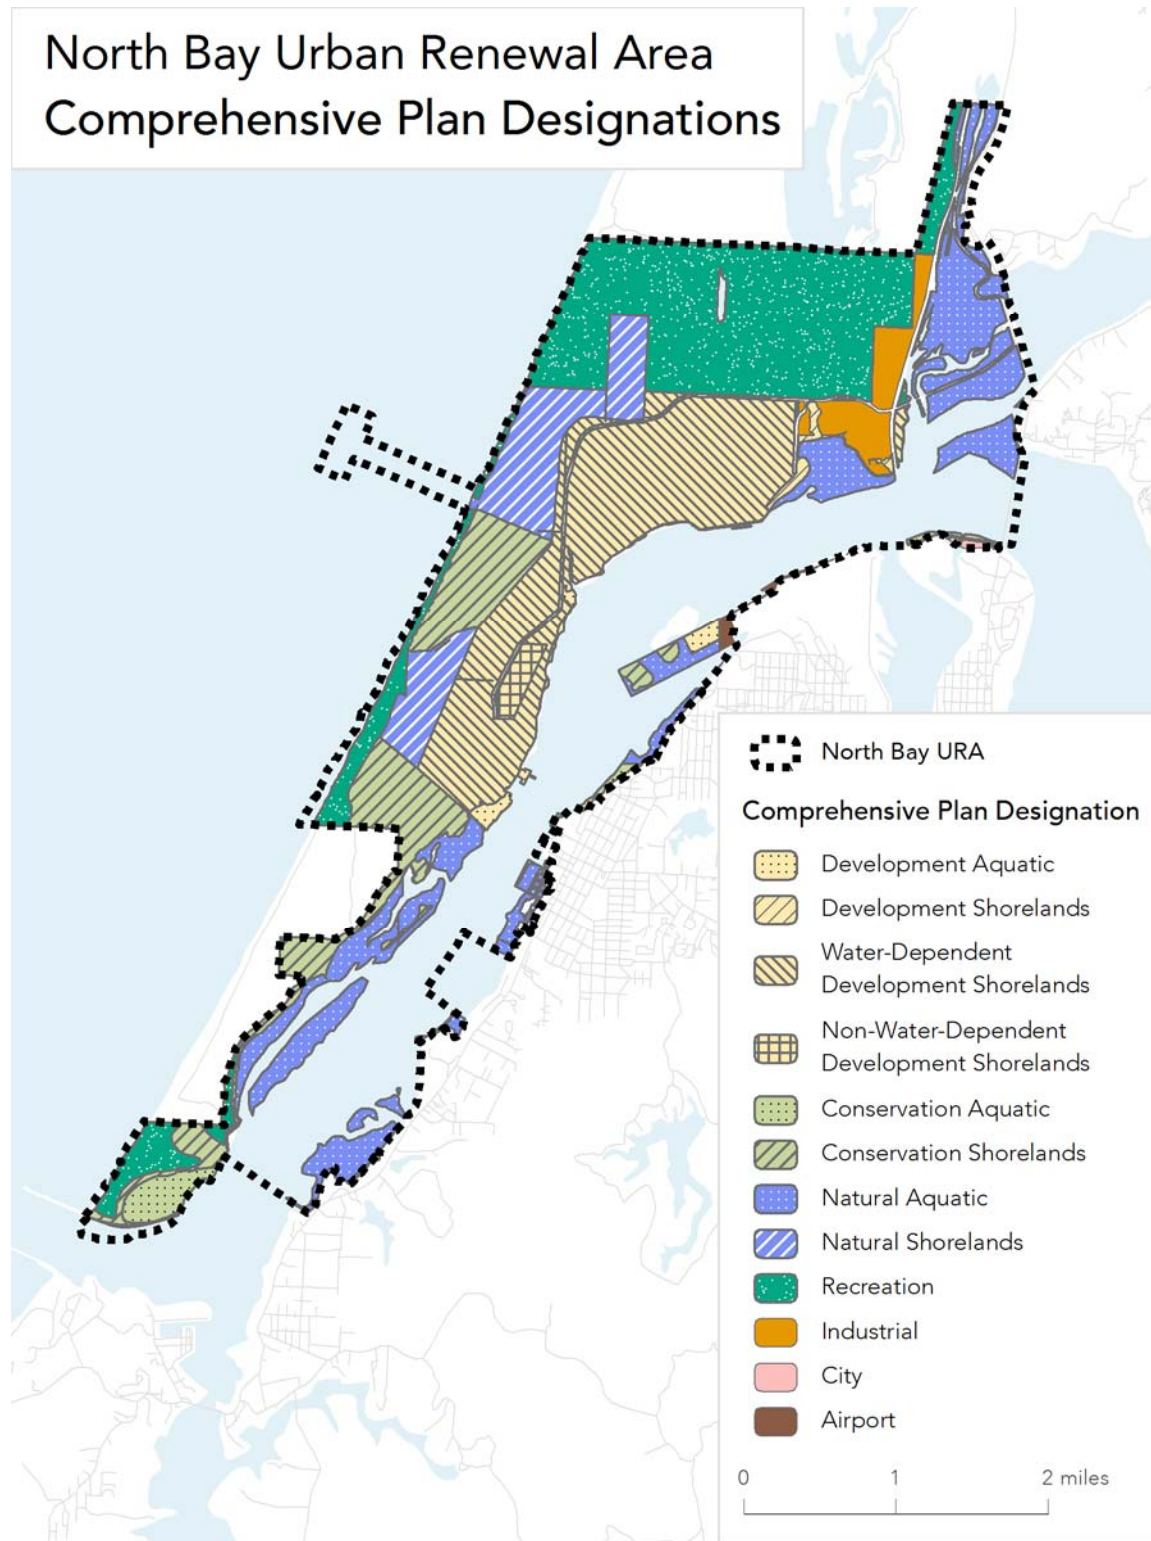 North Bay Urban Renewal Area
Comprehensive Plan Designations
North Bay URA
Comprehensive Plan Designation
Development Aquatic
Development Shorelands
Water-Dependent
Development Shorelands
Non-Water-Dependent
Development Shorelands
Conservation Aquatic
Conservation Shorelands
Natural Aquatic
Natural Shorelands
Recreation
Industrial
City
Airport
0 1 2 miles